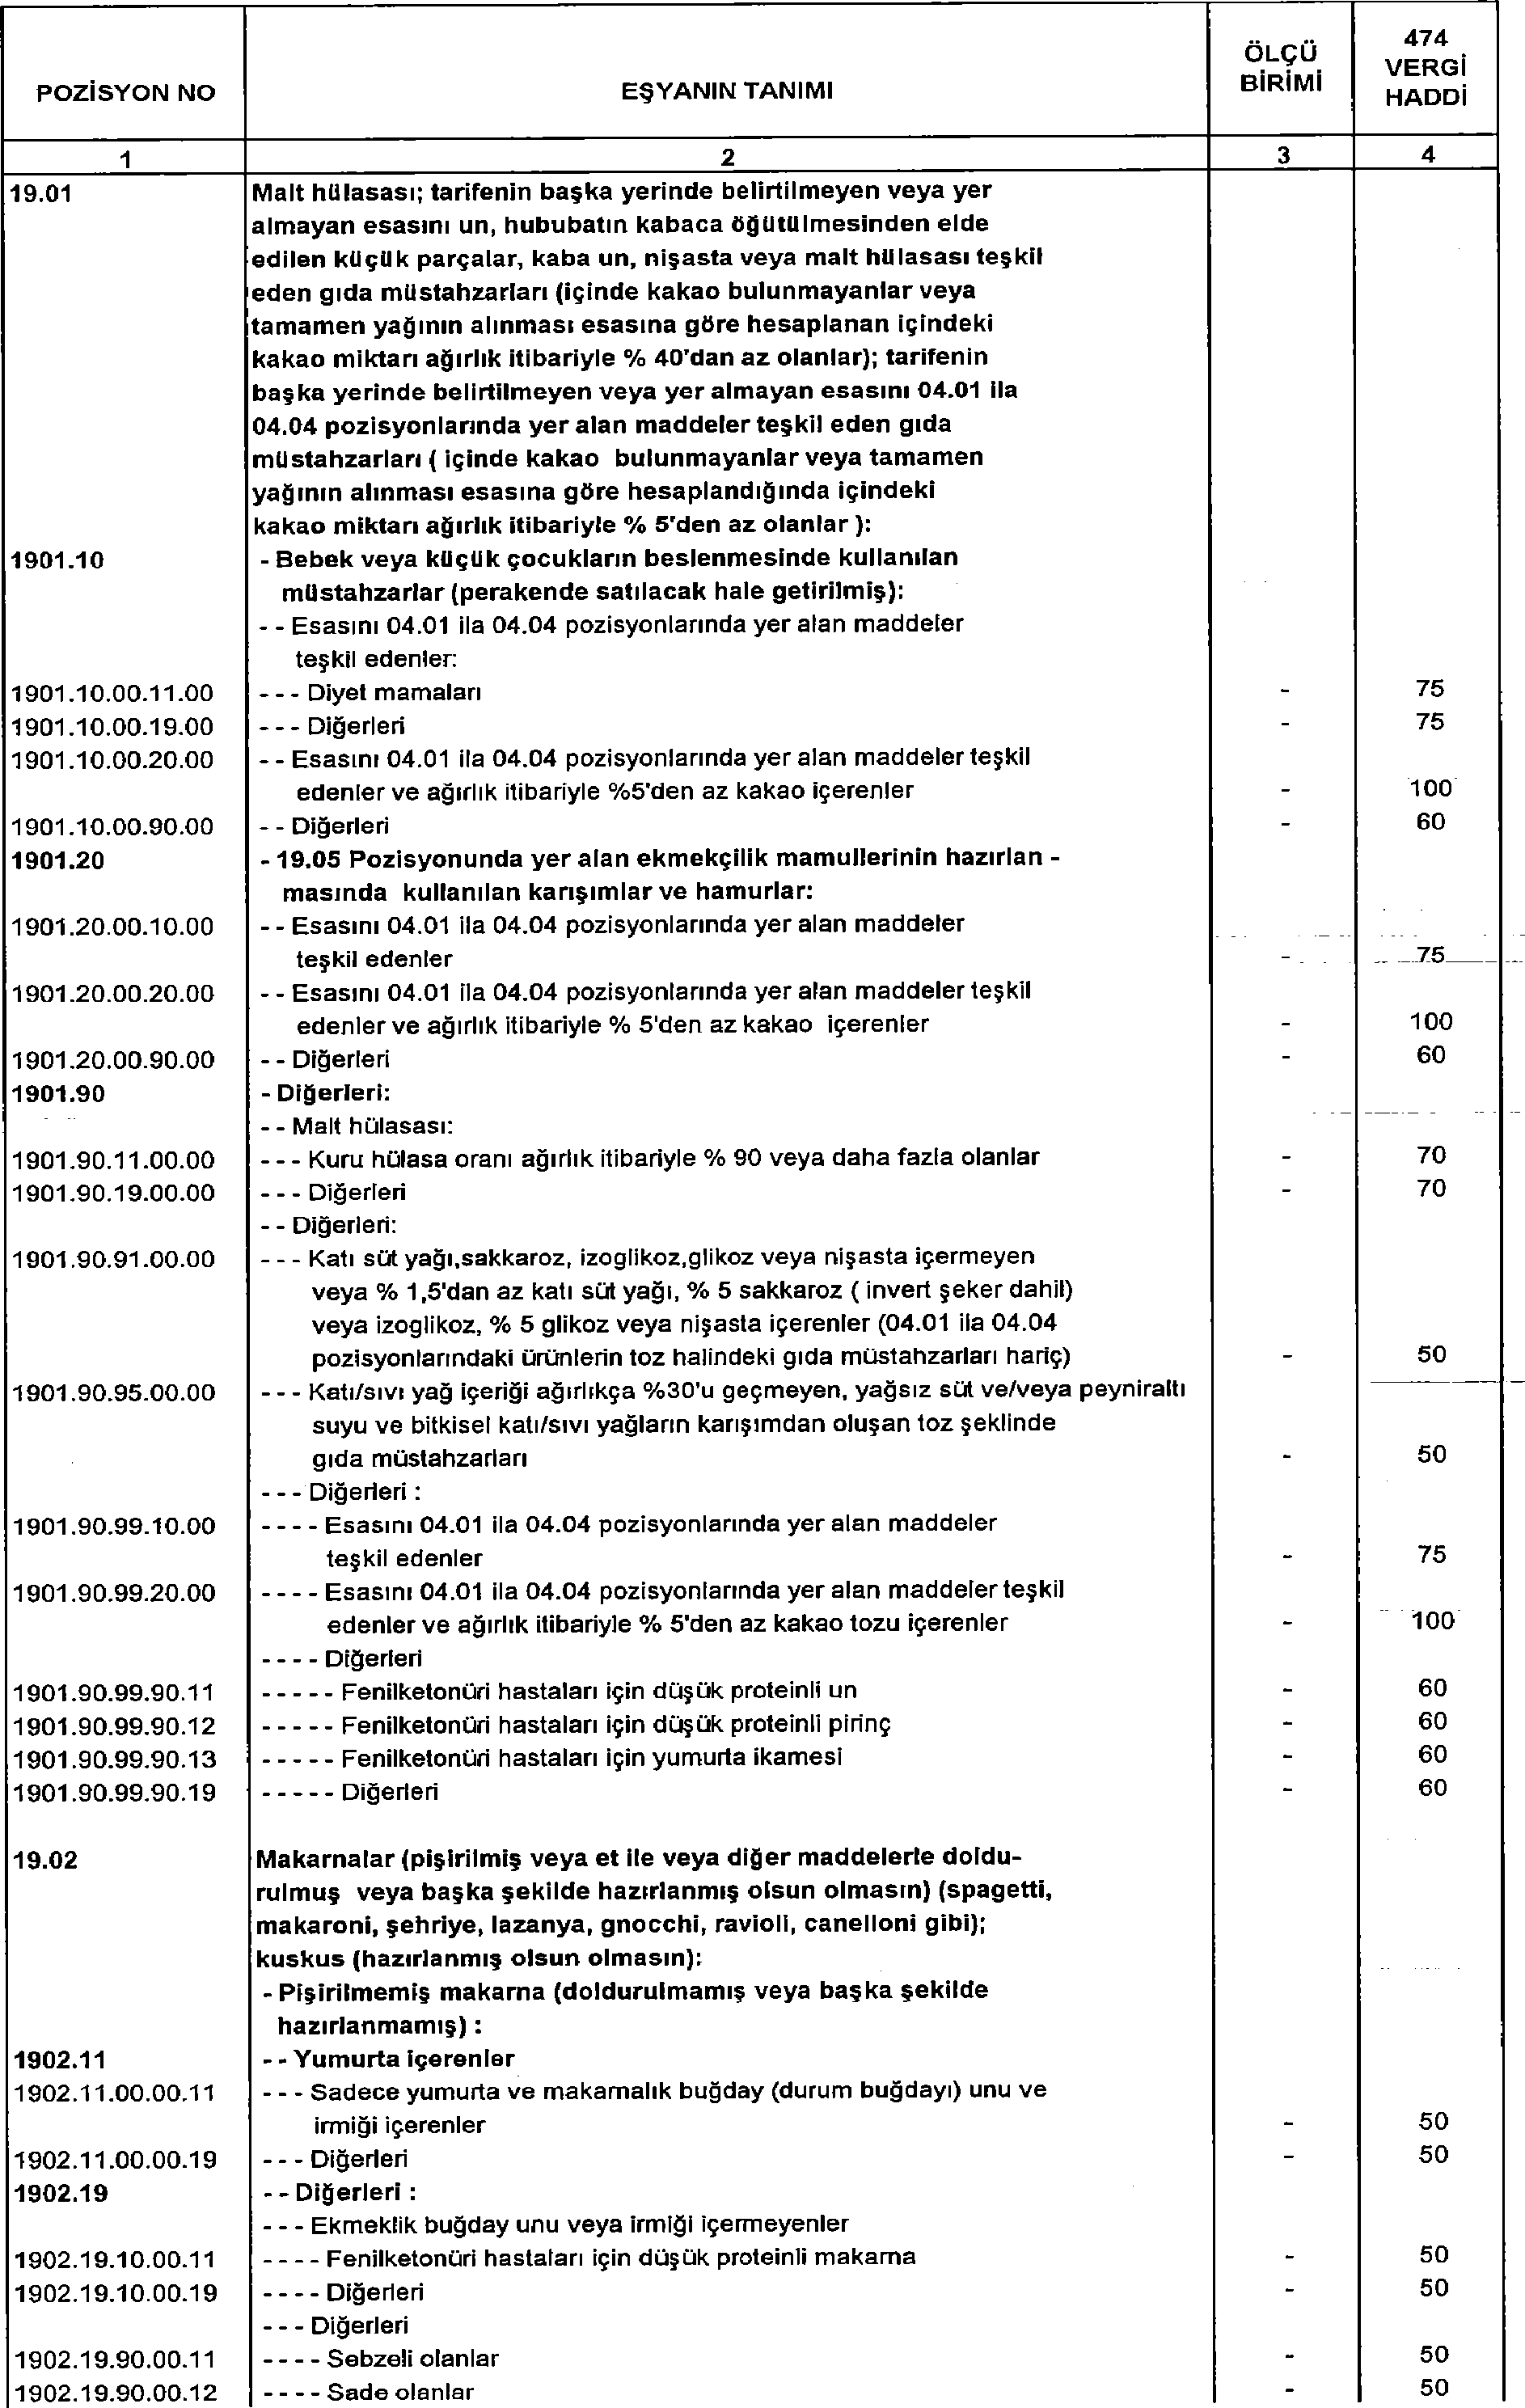 POZİSYON NO EŞYANIN TANIMI ÖLÇÜ BİRİMİ 474 VERGİ HADDİ
1 2 3 4
19.01 Malt hülasası; tarifenin başka yerinde belirtilmeyen veya yer
almayan esasını un, hububatın kabaca öğütülmesinden elde
edilen küçük parçalar, kaba un, nişasta veya malt hülasası teşkil
eden gıda müstahzarları (içinde kakao bulunmayanlar veya
tamamen yağının alınması esasına göre hesaplanan içindeki
kakao miktarı ağırlık itibariyle % 40'dan az olanlar); tarifenin
başka yerinde belirtilmeyen veya yer almayan esasını 04.01 ila
04.04 pozisyonlarında yer alan maddeler teşkil eden gıda
müstahzarları ( içinde kakao bulunmayanlar veya tamamen
yağının alınması esasına göre hesaplandığında içindeki
kakao miktarı ağırlık itibariyle % 5'den az olanlar ):
1901.10 - Bebek veya küçük çocukların beslenmesinde kullanılan
müstahzarlar (perakende satılacak hale getirilmiş):
- - Esasını 04.01 ila 04.04 pozisyonlarında yer alan maddeler
teşkil edenler:
1901.10.00.11.00 - - - Diyet mamaları - 75
1901.10.00.19.00 - - - Diğerleri - 75
1901.10.00.20.00 - - Esasını 04.01 ila 04.04 pozisyonlarında yer alan maddeler teşkil
edenler ve ağırlık itibariyle %5'den az kakao içerenler - 100
1901.10.00.90.00 - - Diğerleri - 60
1901.20 - 19.05 Pozisyonunda yer alan ekmekçilik mamullerinin hazırlan -
masında kullanılan karışımlar ve hamurlar:
1901.20.00.10.00 - - Esasını 04.01 ila 04.04 pozisyonlarında yer alan maddeler
teşkil edenler - 75
1901.20.00.20.00 - - Esasını 04.01 ila 04.04 pozisyonlarında yer alan maddeler teşkil
edenler ve ağırlık itibariyle % 5'den az kakao içerenler - 100
1901.20.00.90.00 - - Diğerleri - 60
1901.90 - Diğerleri:
- - Malt hülasası:
1901.90.11.00.00 - - - Kuru hülasa oranı ağırlık itibariyle % 90 veya daha fazla olanlar - 70
1901.90.19.00.00 - - - Diğerleri - 70
- - Diğerleri:
1901.90.91.00.00 - - - Katı süt yağı,sakkaroz, izoglikoz,glikoz veya nişasta içermeyen
veya % 1,5'dan az katı süt yağı, % 5 sakkaroz ( invert şeker dahil)
veya izoglikoz, % 5 glikoz veya nişasta içerenler (04.01 ila 04.04
pozisyonlarındaki ürünlerin toz halindeki gıda müstahzarları hariç) - 50
1901.90.95.00.00 - - - Katı/sıvı yağ içeriği ağırlıkça %30'u geçmeyen, yağsız süt ve/veya peyniraltı
suyu ve bitkisel katı/sıvı yağların karışımdan oluşan toz şeklinde
gıda müstahzarları - 50
- - - Diğerleri :
1901.90.99.10.00 - - - - Esasını 04.01 ila 04.04 pozisyonlarında yer alan maddeler
teşkil edenler - 75
1901.90.99.20.00 - - - - Esasını 04.01 ila 04.04 pozisyonlarında yer alan maddeler teşkil
edenler ve ağırlık itibariyle % 5'den az kakao tozu içerenler - 100
- - - - Diğerleri
1901.90.99.90.11 - - - - - Fenilketonüri hastaları için düşük proteinli un - 60
1901.90.99.90.12 - - - - - Fenilketonüri hastaları için düşük proteinli pirinç - 60
1901.90.99.90.13 - - - - - Fenilketonüri hastaları için yumurta ikamesi - 60
1901.90.99.90.19 - - - - - Diğerleri - 60
19.02 Makarnalar (pişirilmiş veya et ile veya diğer maddelerle doldu-
rulmuş veya başka şekilde hazırlanmış olsun olmasın) (spagetti,
makaroni, şehriye, lazanya, gnocchi, ravioli, canelloni gibi);
kuskus (hazırlanmış olsun olmasın):
- Pişirilmemiş makarna (doldurulmamış veya başka şekilde
hazırlanmamış) :
1902.11 - - Yumurta içerenler
1902.11.00.00.11 - - - Sadece yumurta ve makarnalık buğday (durum buğdayı) unu ve
irmiği içerenler - 50
1902.11.00.00.19 - - - Diğerleri - 50
1902.19 - - Diğerleri :
- - - Ekmeklik buğday unu veya irmiği içermeyenler
1902.19.10.00.11 - - - - Fenilketonüri hastaları için düşük proteinli makarna - 50
1902.19.10.00.19 - - - - Diğerleri - 50
- - - Diğerleri
1902.19.90.00.11 - - - - Sebzeli olanlar - 50
1902.19.90.00.12 - - - - Sade olanlar - 50